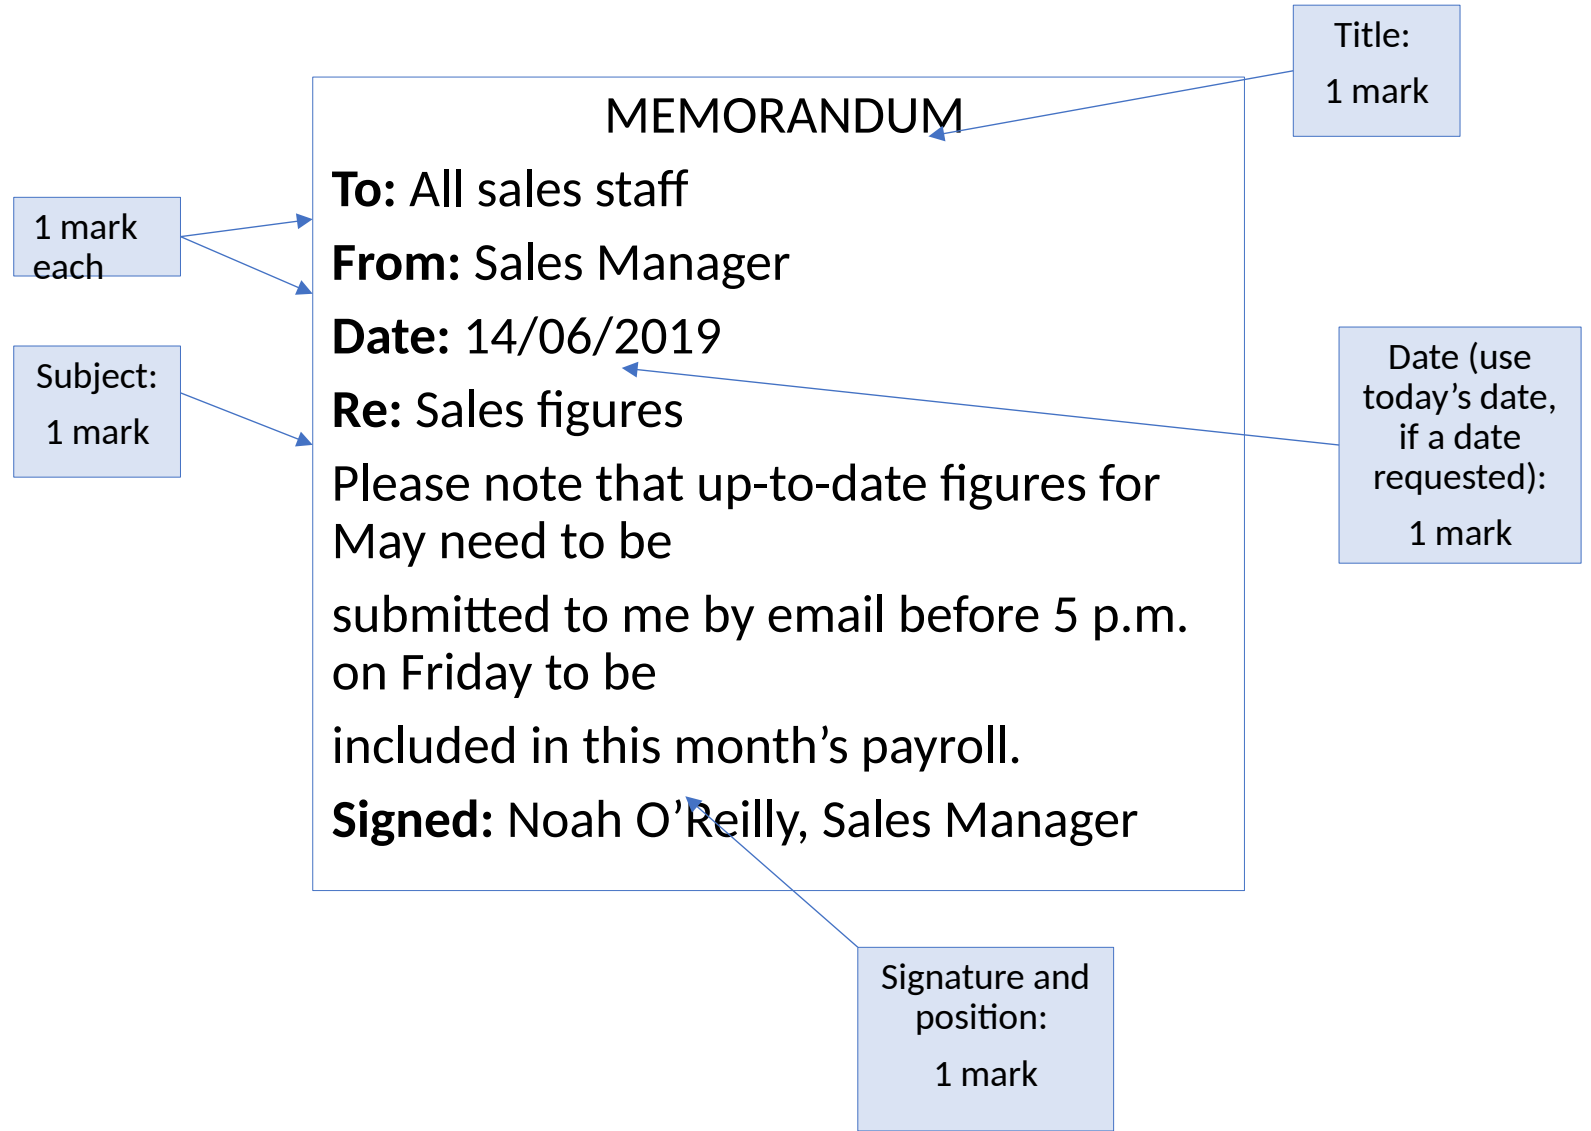 Title:
1 mark
MEMORANDUM
To: All sales staff
1 mark
each
From: Sales Manager
Date: 14/06/2019
Subject:
1 mark
Date (use
today’s date,
if a date
requested):
1 mark
Re: Sales figures
Please note that up-to-date figures for
May need to be
submitted to me by email before 5 p.m.
on Friday to be
included in this month’s payroll.
Signed: Noah O’Reilly, Sales Manager
Signature and
position:
1 mark